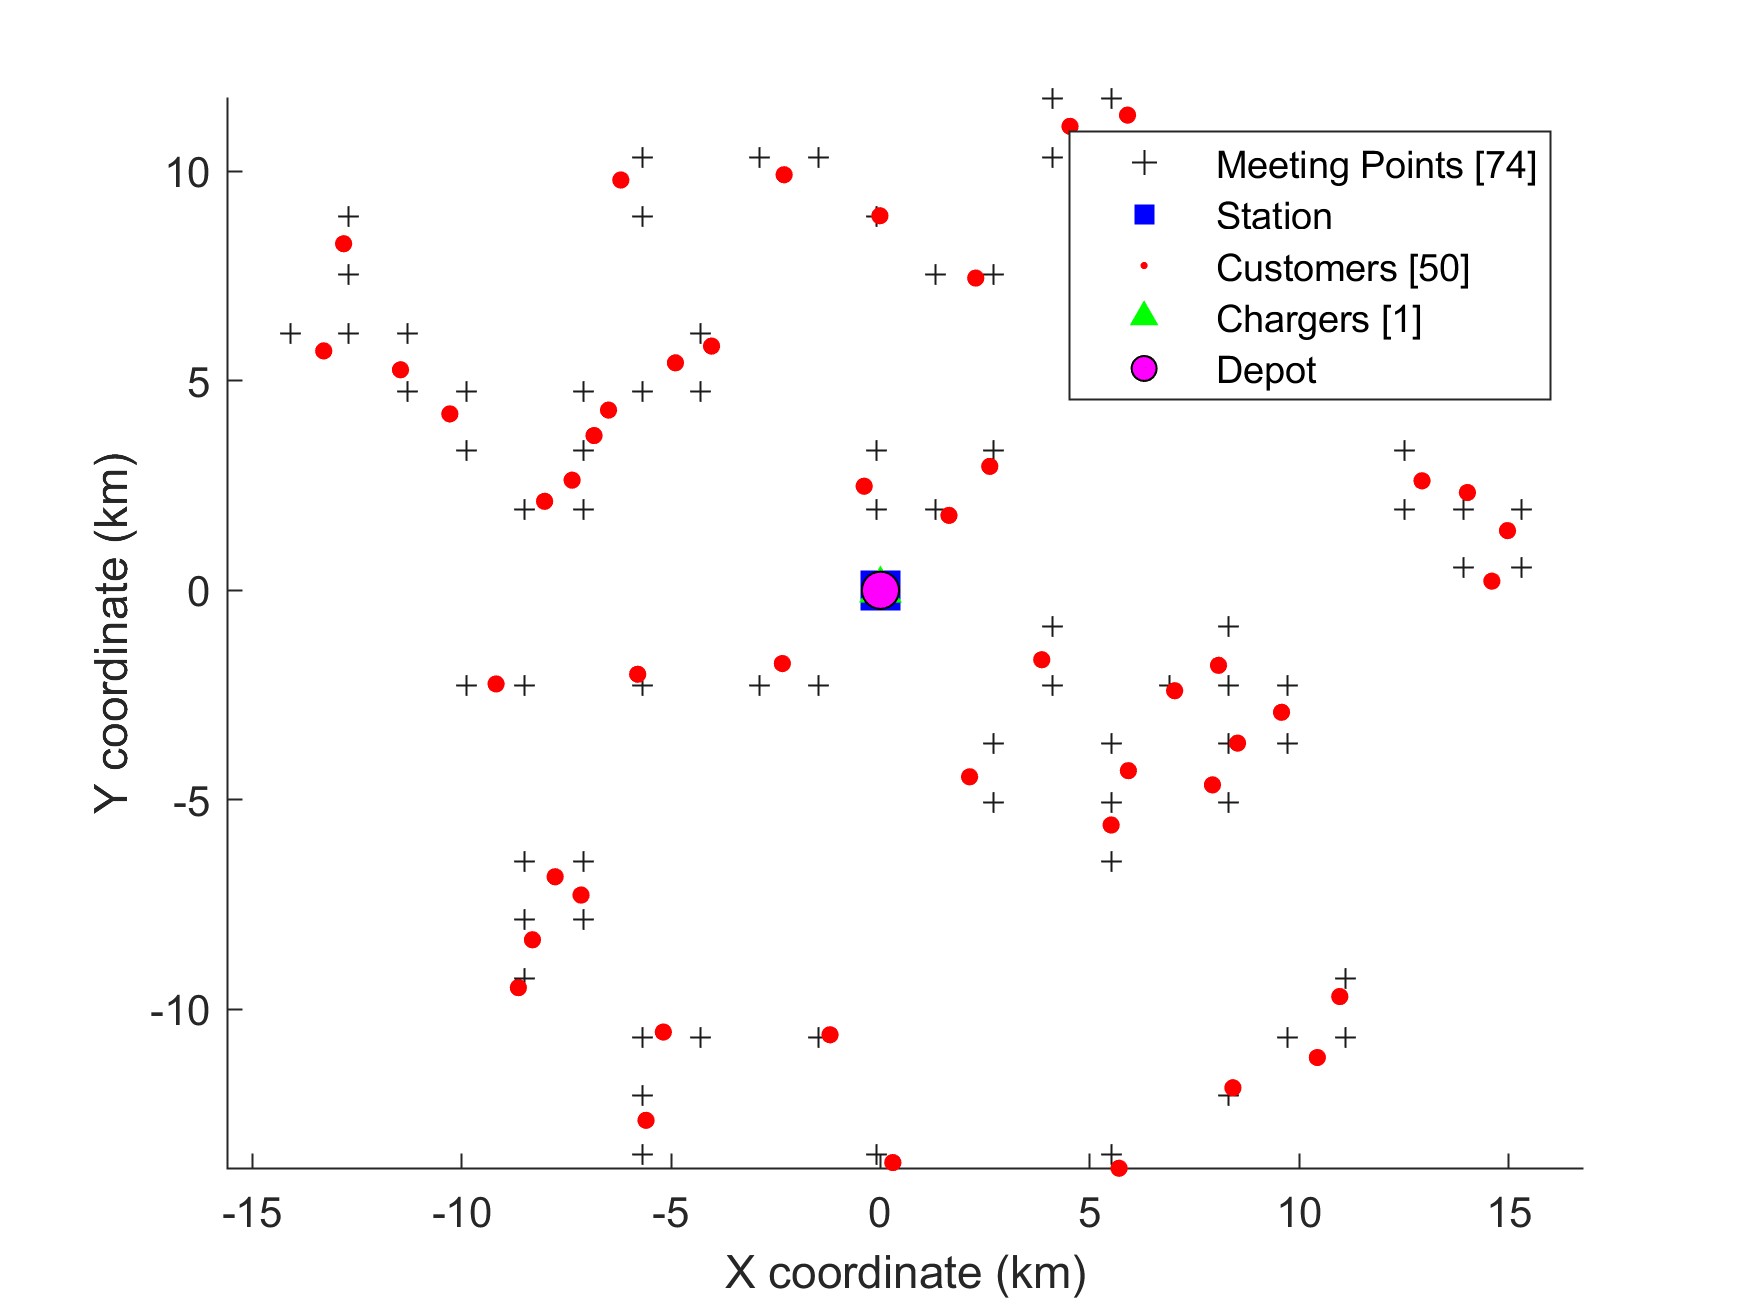 10
5
0
-5
-10
Y coordinate (km)
Meeting Points [74]
Station
Customers [50]
Chargers [1]
Depot
-15
-10
-5
0
5
10
15
X coordinate (km)